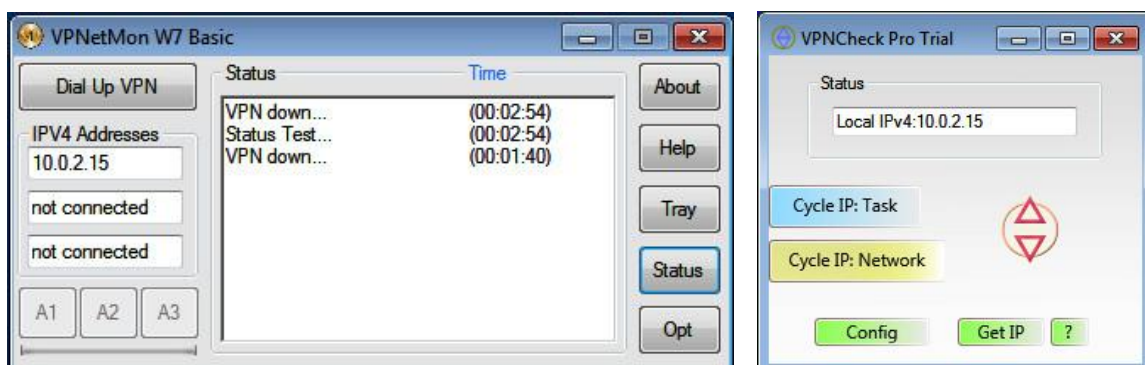 VPNetMon W7 Basic
Dial Up VPN
IPV4 Addresses
10.0.2.15
not connected
not connected
A1 A2 A3
Status Time
VPN down... (00:02:54)
Status Test... (00:02:54)
VPN down... (00:01:40)
About
Help
Tray
Status
Opt
VPNCheck Pro Trial
Status
Local IPv4:10.0.2.15
Cycle IP: Task
Cycle IP: Network
Config Get IP ?